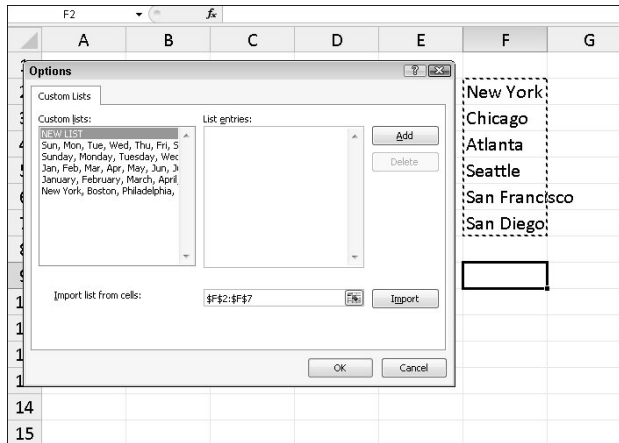 F2
fx
A B C D E F G
Options
Custom Lists
Custom lists:
List entries:
NEW LIST
Sun, Mon, Tue, Wed, Thu, Fri, S
Sunday, Monday, Tuesday, Wec
Jan, Feb, Mar, Apr, May, Jun, Ju
January, February, March, April,
New York, Boston, Philadelphia,
Add
Delete
Import list from cells:
$F$2:$F$7
Import
OK
Cancel
New York
Chicago
Atlanta
Seattle
San Francisco
San Diego
14
15